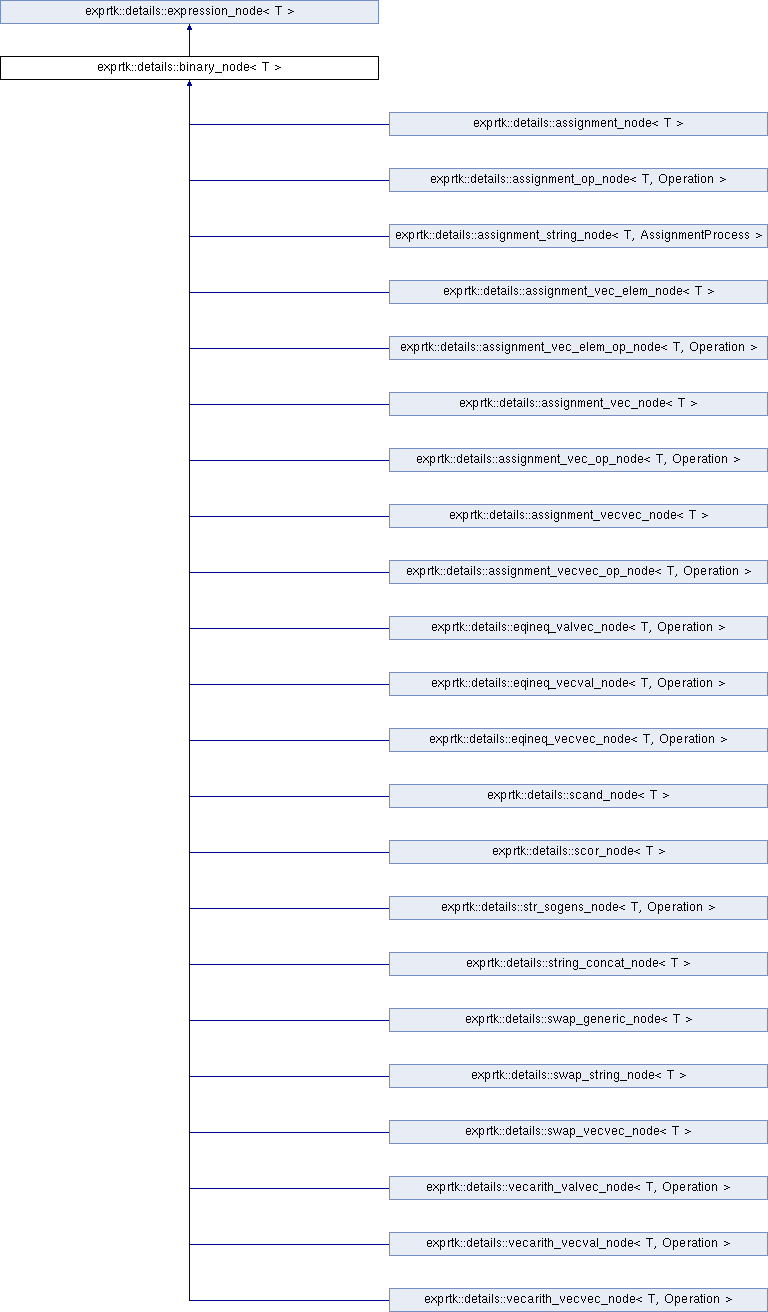 exprtk::details::expression_node< T >
exprtk::details::binary_node< T >
exprtk::details::assignment_node< T >
exprtk::details::assignment_op_node< T, Operation >
exprtk::details::assignment_string_node< T, AssignmentProcess >
exprtk::details::assignment_vec_elem_node< T >
exprtk::details::assignment_vec_elem_op_node< T, Operation >
exprtk::details::assignment_vec_node< T >
exprtk::details::assignment_vec_op_node< T, Operation >
exprtk::details::assignment_vecvec_node< T >
exprtk::details::assignment_vecvec_op_node< T, Operation >
exprtk::details::eqineq_valvec_node< T, Operation >
exprtk::details::eqineq_vecval_node< T, Operation >
exprtk::details::eqineq_vecvec_node< T, Operation >
exprtk::details::scand_node< T >
exprtk::details::scor_node< T >
exprtk::details::str_sogens_node< T, Operation >
exprtk::details::string_concat_node< T >
exprtk::details::swap_generic_node< T >
exprtk::details::swap_string_node< T >
exprtk::details::swap_vecvec_node< T >
exprtk::details::vecarith_valvec_node< T, Operation >
exprtk::details::vecarith_vecval_node< T, Operation >
exprtk::details::vecarith_vecvec_node< T, Operation >